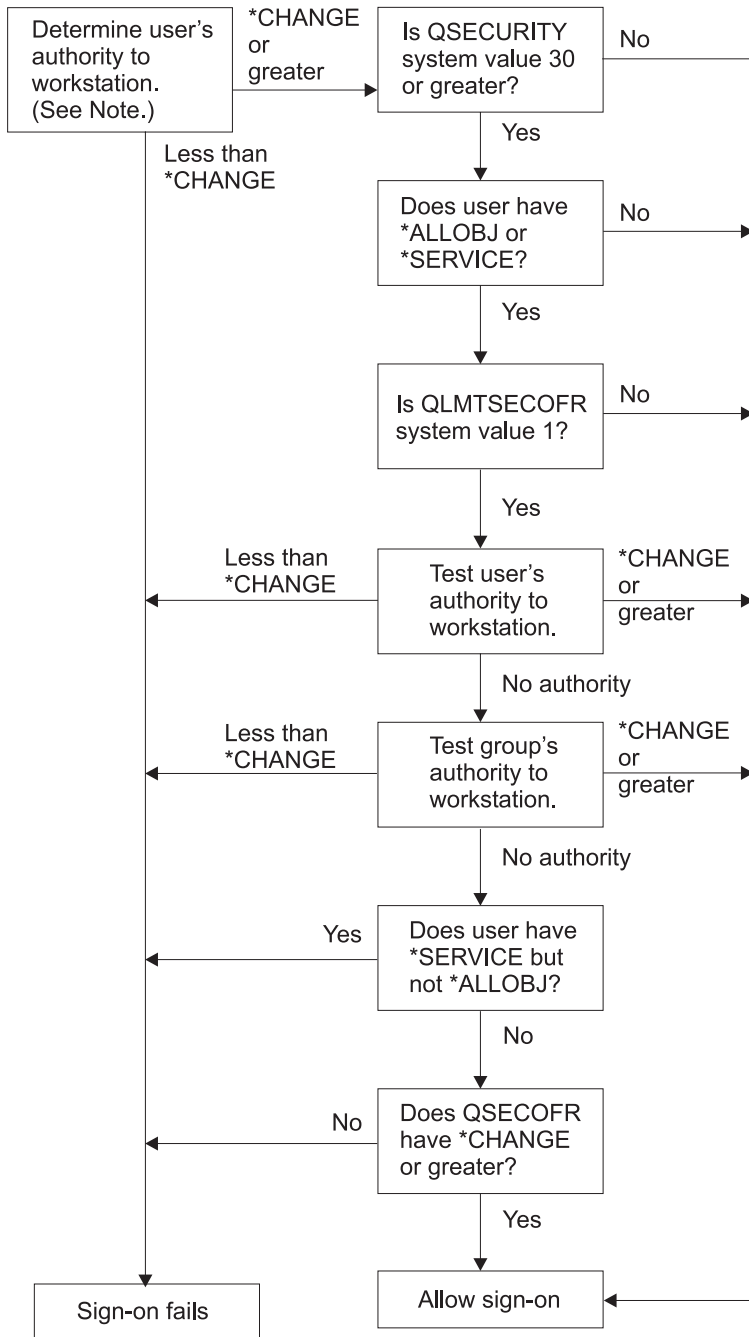 Determine user's
authority to
workstation.
(See Note.)
*CHANGE
or
greater
Is QSECURITY
system value 30
or greater?
No
Less than
*CHANGE
Yes
Does user have
*ALLOBJ or
*SERVICE?
No
Yes
Is QLMTSECOFR
system value 1?
No
Yes
Less than
*CHANGE
Test user's
authority to
workstation.
*CHANGE
or
greater
No authority
Less than
*CHANGE
Test group's
authority to
workstation.
*CHANGE
or
greater
No authority
Yes
Does user have
*SERVICE but
not *ALLOBJ?
No
No
Does QSECOFR
have *CHANGE
or greater?
Yes
Sign-on fails
Allow sign-on